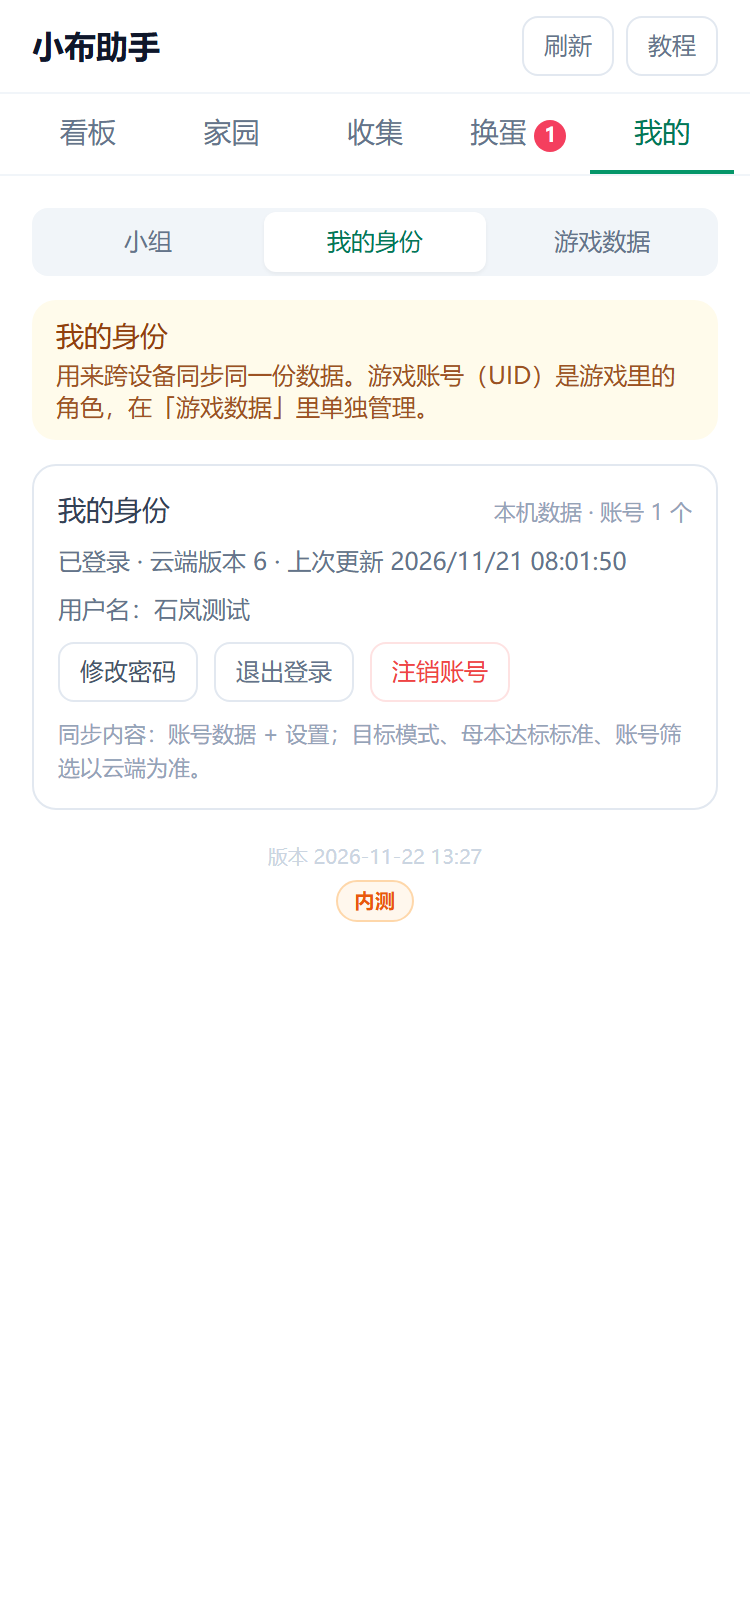 小布助手
刷新
教程
看板
家园
收集
换蛋 1
我的
小组
我的身份
游戏数据
我的身份
用来跨设备同步同一份数据。游戏账号（UID）是游戏里的
角色，在「游戏数据」里单独管理。
我的身份
本机数据 · 账号 1 个
已登录 · 云端版本 6 · 上次更新 2026/11/21 08:01:50
用户名：石岚测试
修改密码
退出登录
注销账号
同步内容：账号数据 + 设置；目标模式、母本达标标准、账号筛
选以云端为准。
版本 2026-11-22 13:27
内测